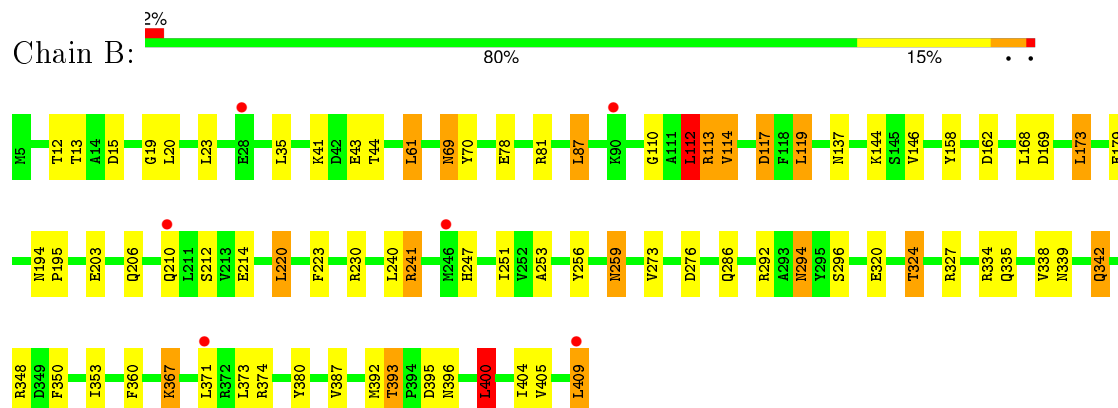 2%
Chain B:
80% 15% • •
M5 T12 T13 A14 D15 G19 L20 L23 E28 L35 K41 D42 E43 T44 L61 N69 Y70 E78 R81 L87 K90 G110 A111 L112 R113 V114 D117 F118 L119 N137 K144 S145 V146 Y158 D162 L168 D169 L173
N194 P195 E203 Q206 Q210 L211 S212 V213 E214 L220 F223 R230 L240 R241 M246 H247 I251 V252 A253 Y256 N259 V273 D276 Q286 R292 A293 N294 Y295 S296 E320 T324 R327 R334 Q335 V338 N339 Q342
R348 D349 F350 I353 F360 K367 L371 R372 L373 R374 Y380 V387 M392 T393 P394 D395 N396 L400 I404 V405 L409